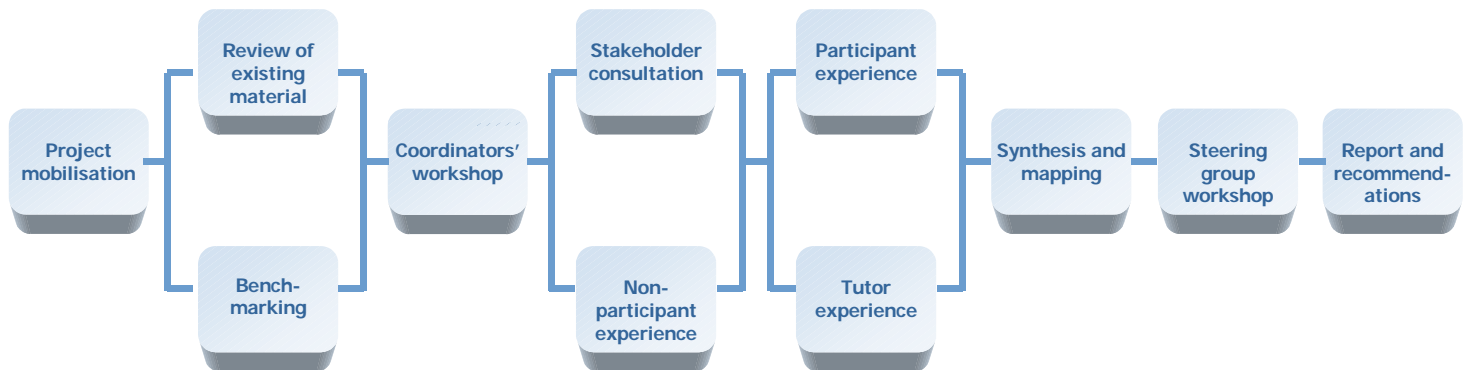 Project
mobilisation
Review of
existing
material
Bench-
marking
Coordinators'
workshop
Stakeholder
consultation
Non-
participant
experience
Participant
experience
Tutor
experience
Synthesis and
mapping
Steering
group
workshop
Report and
recommend-
ations